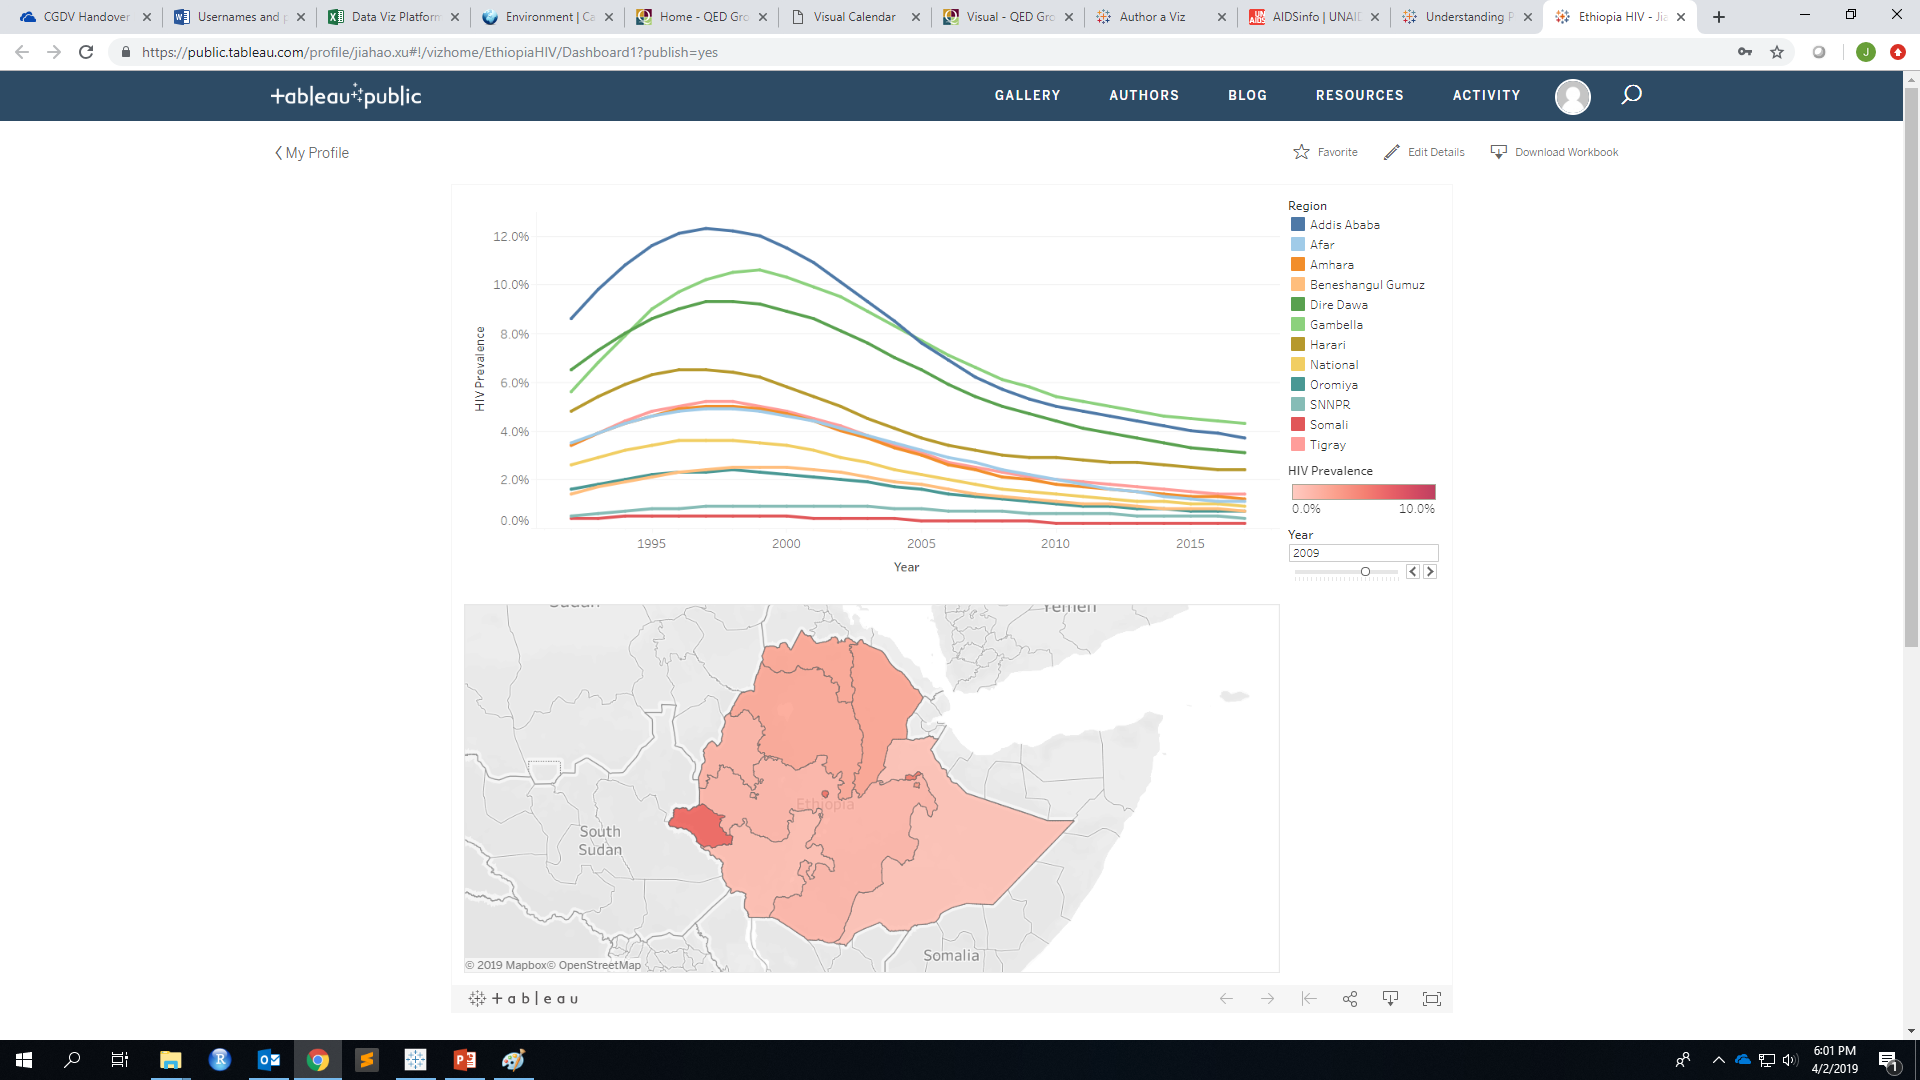 CGDV Handover
Usernames and p
Data Viz Platform
Environment | Ca
Home - QED Gro
Visual Calendar
Visual - QED Gro
Author a Viz
AIDSinfo | UNAID
Understanding P
Ethiopia HIV - Jia
https://public.tableau.com/profile/jiahao.xu#!/vizhome/EthiopiaHIV/Dashboard1?publish=yes
J
+ableau public
GALLERY
AUTHORS
BLOG
RESOURCES
ACTIVITY
My Profile
Favorite
Edit Details
Download Workbook
12.0%
10.0%
8.0%
6.0%
4.0%
2.0%
0.0%
HIV Prevalence
1995
2000
2005
2010
2015
Year
Region
Addis Ababa
Afar
Amhara
Beneshangul Gumuz
Dire Dawa
Gambella
Harari
National
Oromiya
SNNPR
Somali
Tigray
HIV Prevalence
0.0%
10.0%
Year
2009
Sudan
Yemen
Ethiopia
South
Sudan
Somalia
© 2019 Mapbox© OpenStreetMap
+ableau
6:01 PM
4/2/2019
1